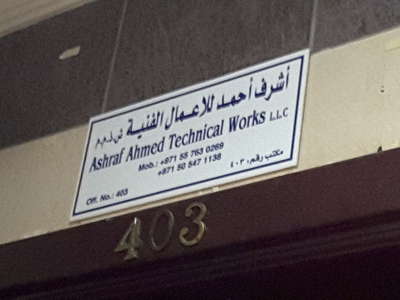 أشرف أحمد للاعمال الفنية ش.ذ.م.م
Ashraf Ahmed Technical Works L.L.C
Mob.: +971 55 763 0269
+971 50 547 1138
Off. No.: 403
مكتب رقم: ٤٠٣
403